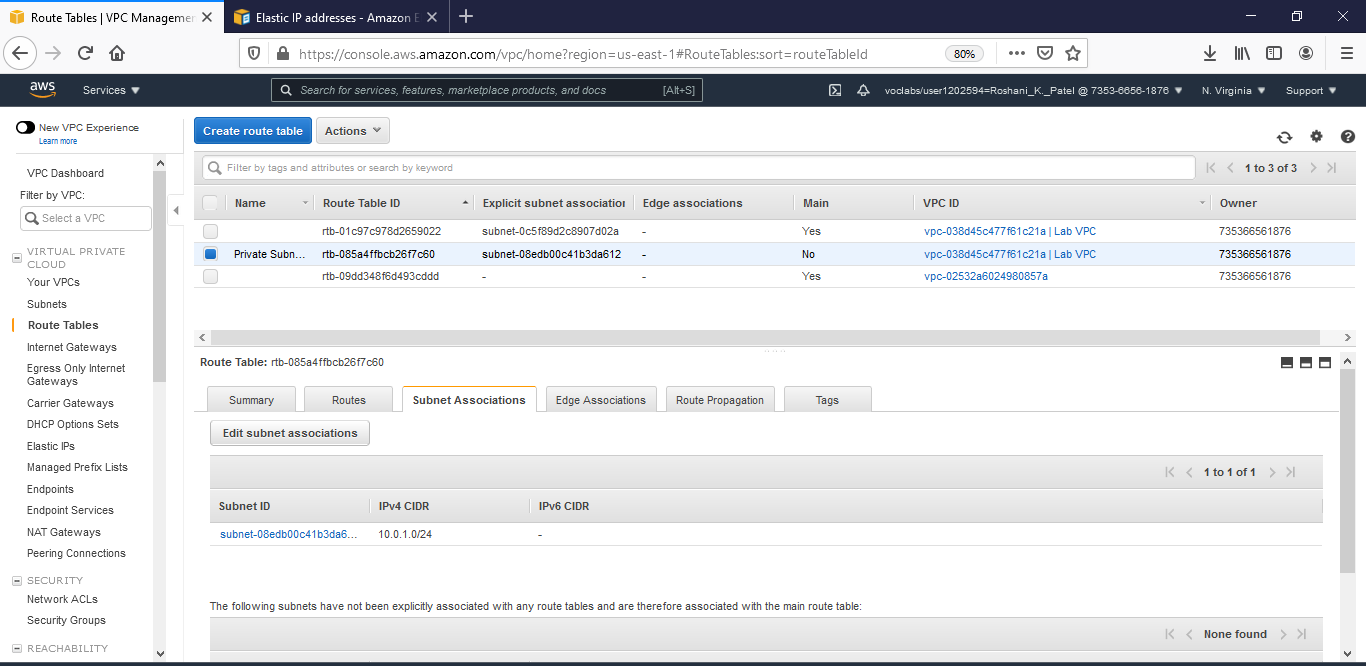 Route Tables | VPC Managemen
Elastic IP addresses - Amazon E
https://console.aws.amazon.com/vpc/home?region=us-east-1#RouteTables:sort=routeTableId
80%
aws
Services
Search for services, features, marketplace products, and docs
[Alt+S]
voclabs/user1202594=Roshani_K._Patel @ 7353-6656-1876
N. Virginia
Support
New VPC Experience
Learn more
VPC Dashboard
Filter by VPC:
Select a VPC
VIRTUAL PRIVATE
CLOUD
Your VPCs
Subnets
Route Tables
Internet Gateways
Egress Only Internet
Gateways
Carrier Gateways
DHCP Options Sets
Elastic IPs
Managed Prefix Lists
Endpoints
Endpoint Services
NAT Gateways
Peering Connections
SECURITY
Network ACLs
Security Groups
REACHABILITY
Create route table
Actions
Filter by tags and attributes or search by keyword
1 to 3 of 3
Name Route Table ID Explicit subnet association Edge associations Main VPC ID Owner
rtb-01c97c978d2659022 subnet-0c5f89d2c8907d02a - Yes vpc-038d45c477f61c21a | Lab VPC 735366561876
Private Subn... rtb-085a4ffbcb26f7c60 subnet-08edb00c41b3da612 - No vpc-038d45c477f61c21a | Lab VPC 735366561876
rtb-09dd348f6d493cddd - - Yes vpc-02532a6024980857a 735366561876
Route Table: rtb-085a4ffbcb26f7c60
Summary Routes Subnet Associations Edge Associations Route Propagation Tags
Edit subnet associations
1 to 1 of 1
Subnet ID IPv4 CIDR IPv6 CIDR
subnet-08edb00c41b3da6... 10.0.1.0/24 -
The following subnets have not been explicitly associated with any route tables and are therefore associated with the main route table:
None found